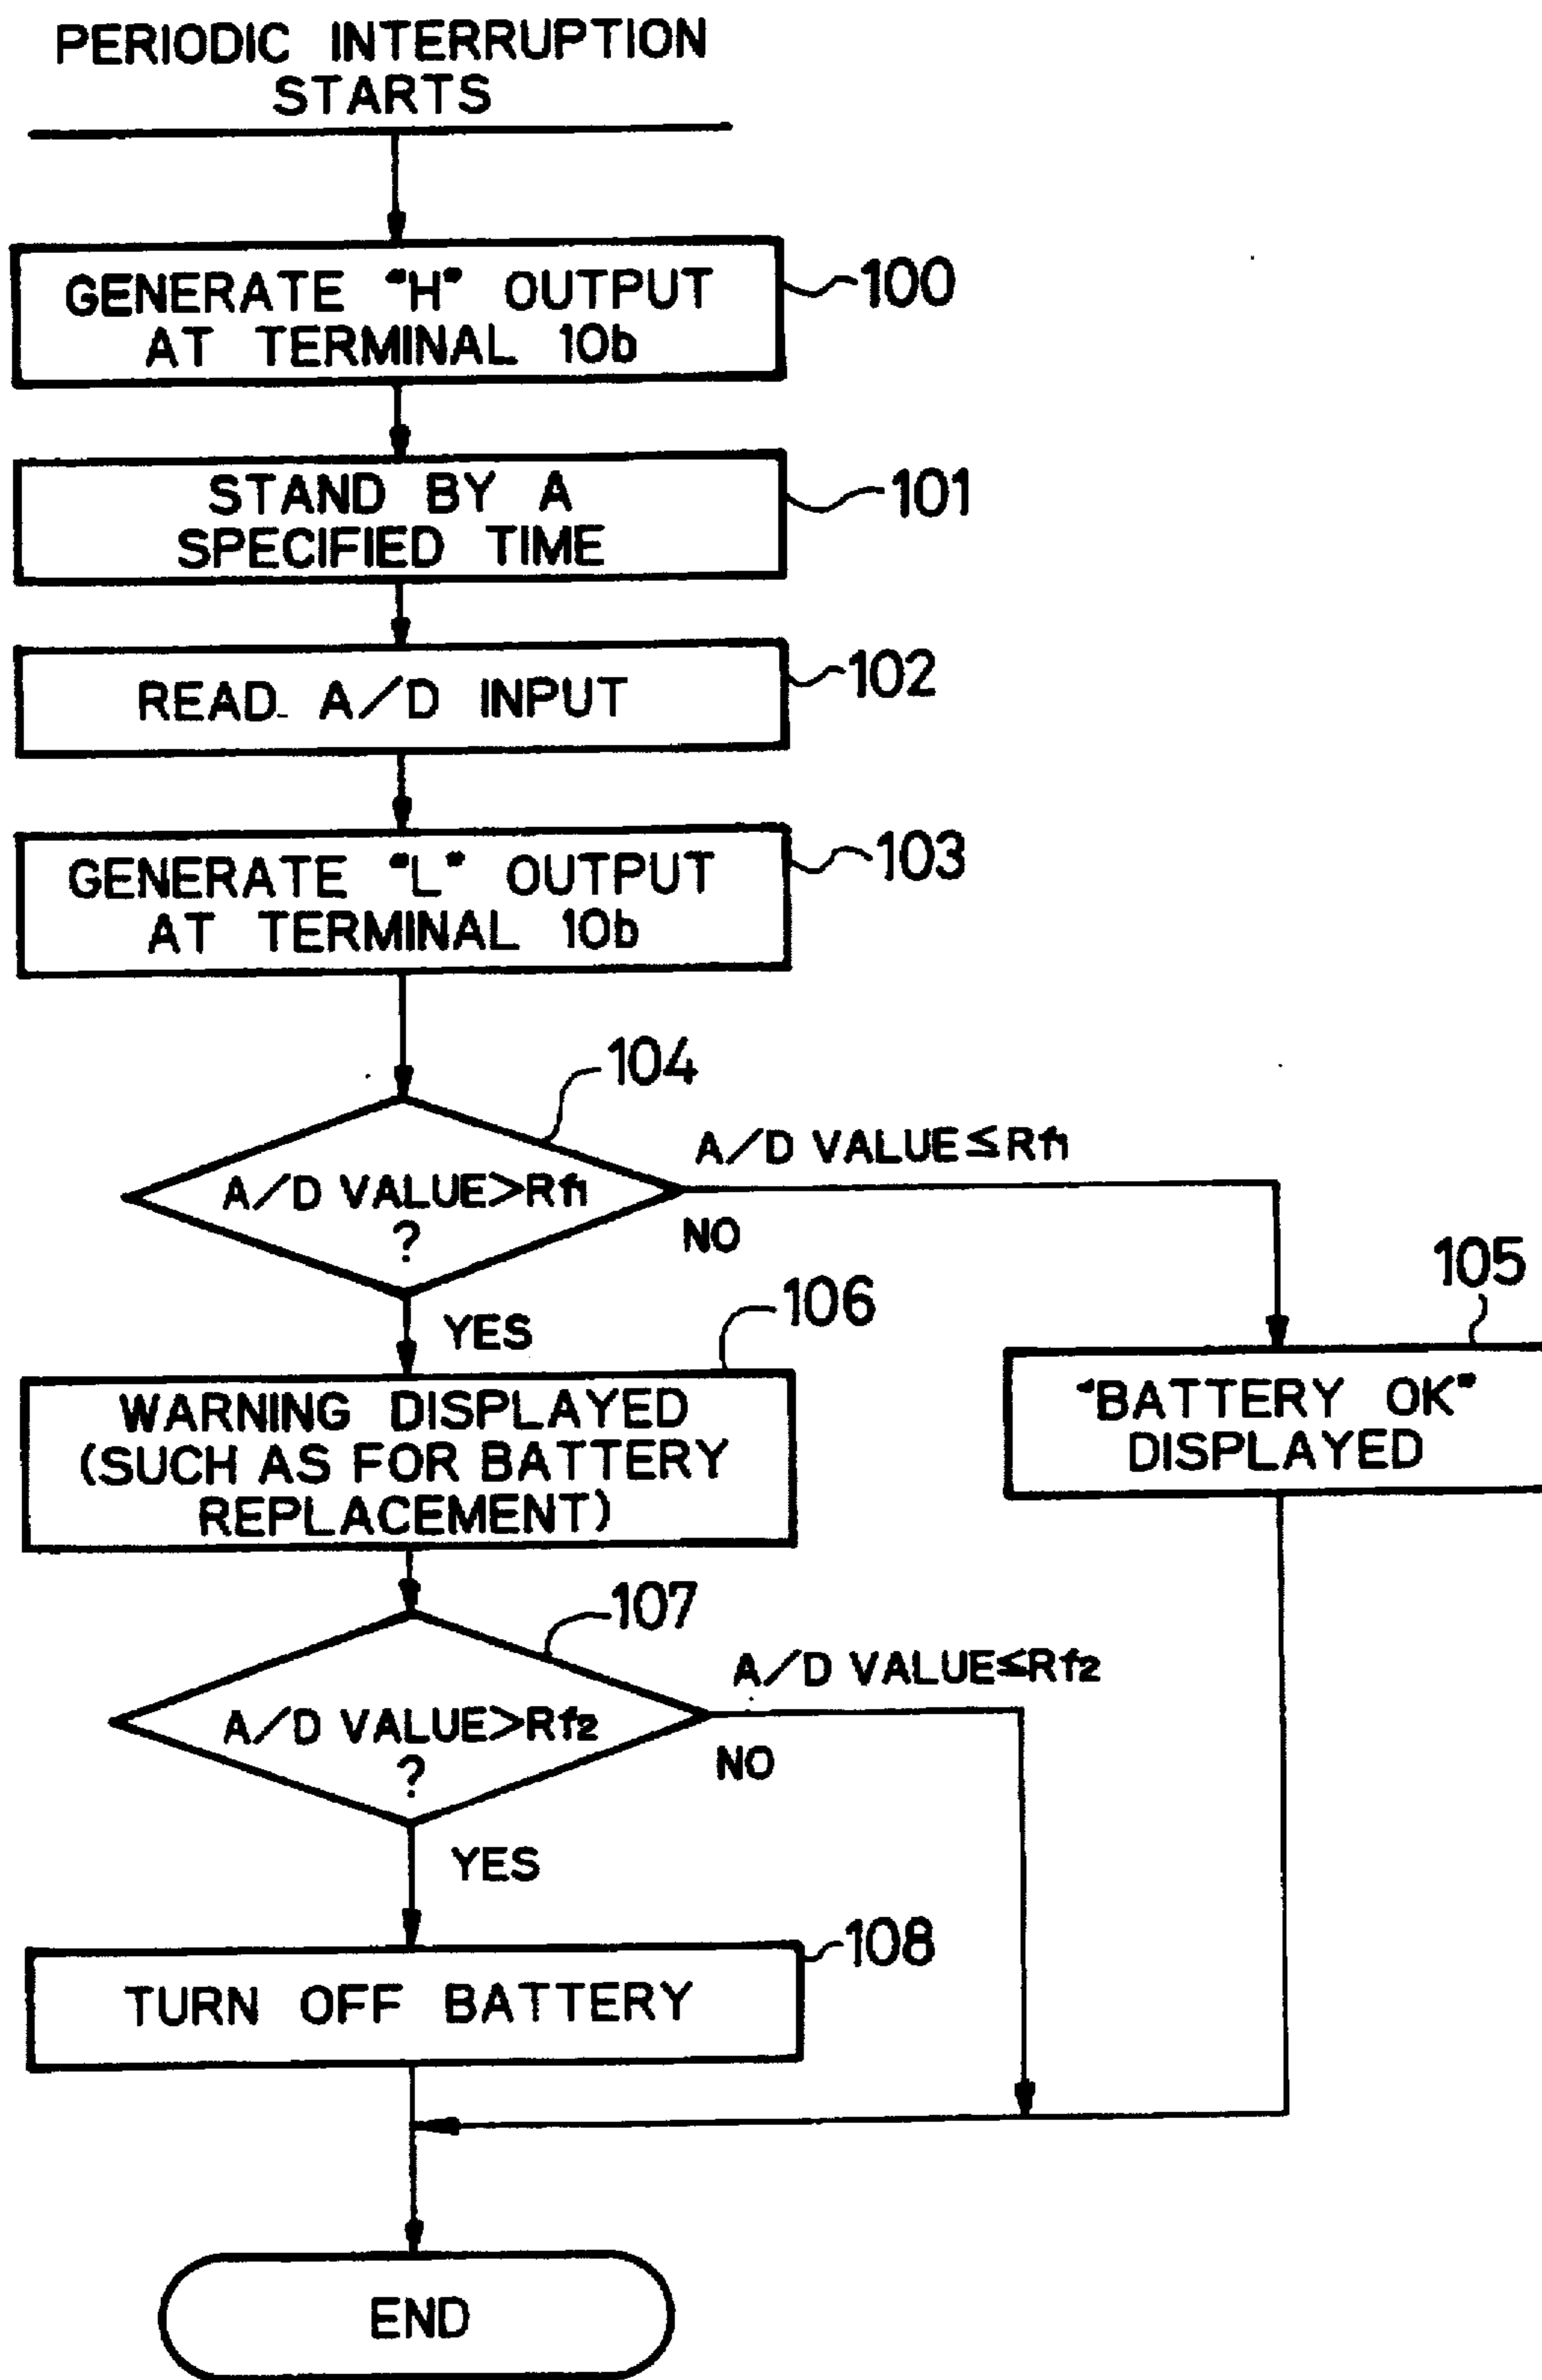 PERIODIC INTERRUPTION
STARTS
GENERATE "H" OUTPUT
AT TERMINAL 10b
100
STAND BY A
SPECIFIED TIME
101
READ A/D INPUT
102
GENERATE "L" OUTPUT
AT TERMINAL 10b
103
104
A/D VALUE>Rf1
?
A/D VALUE≤Rf1
NO
YES
105
"BATTERY OK"
DISPLAYED
106
WARNING DISPLAYED
(SUCH AS FOR BATTERY
REPLACEMENT)
107
A/D VALUE>Rf2
?
A/D VALUE≤Rf2
NO
YES
108
TURN OFF BATTERY
END